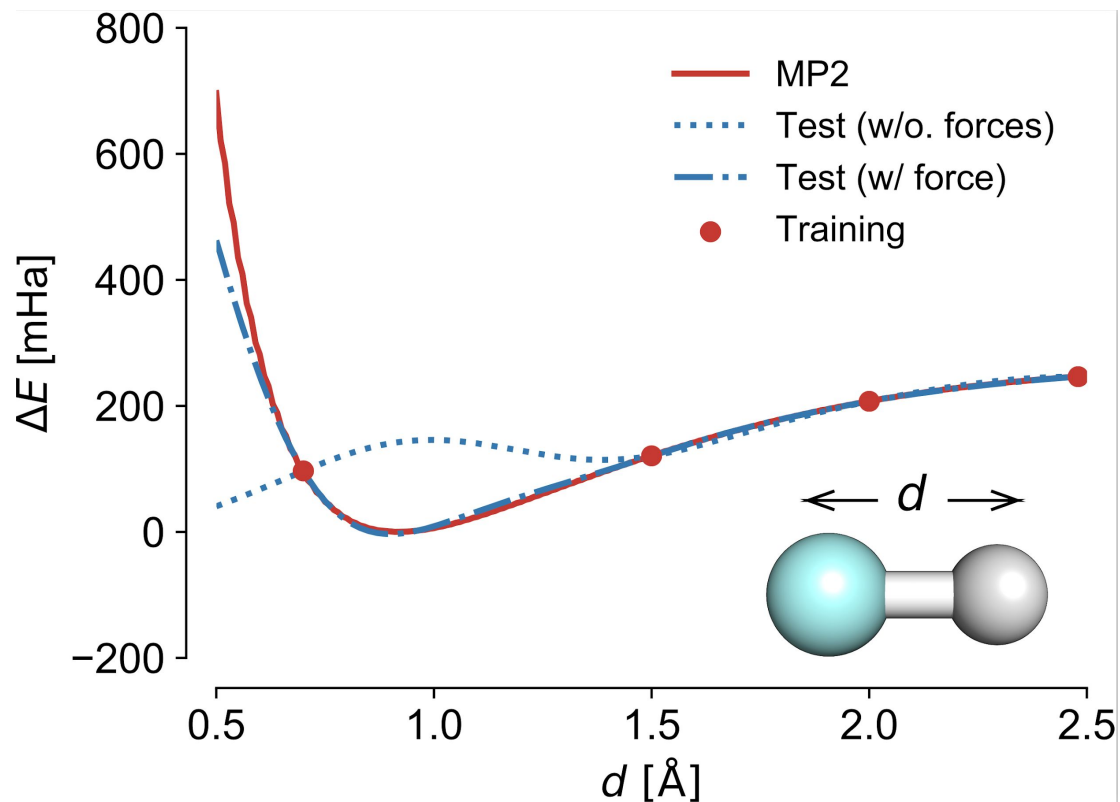 800
600
400
200
0
−200
ΔE [mHa]
MP2
Test (w/o. forces)
Test (w/ force)
Training
d
0.5 1.0 1.5 2.0 2.5
d [Å]